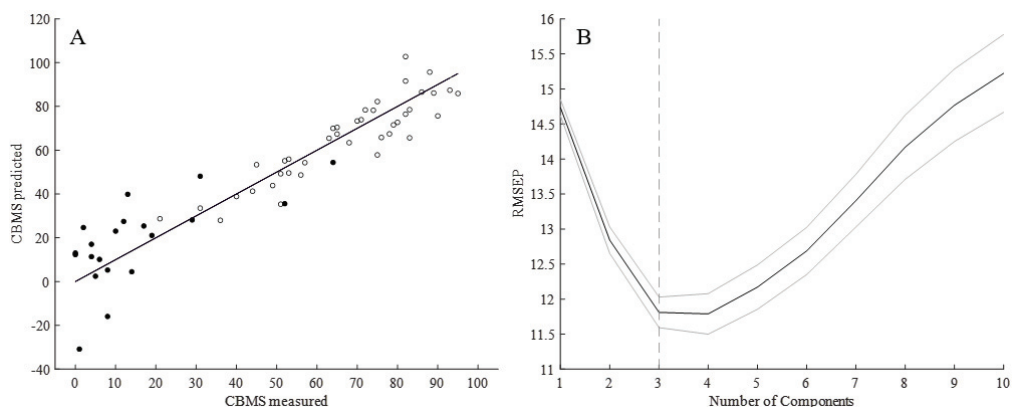 A
120
100
80
60
40
20
0
-20
-40
0 10 20 30 40 50 60 70 80 90 100
CBMS measured
CBMS predicted
B
16
15.5
15
14.5
14
13.5
13
12.5
12
11.5
11
1 2 3 4 5 6 7 8 9 10
Number of Components
RMSEP